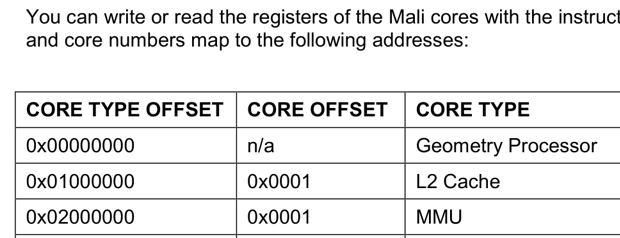 You can write or read the registers of the Mali cores with the
and core numbers map to the following addresses:
CORE TYPE OFFSET CORE OFFSET CORE TYPE
0x00000000 n/a Geometry Processor
0x01000000 0x0001 L2 Cache
0x02000000 0x0001 MMU